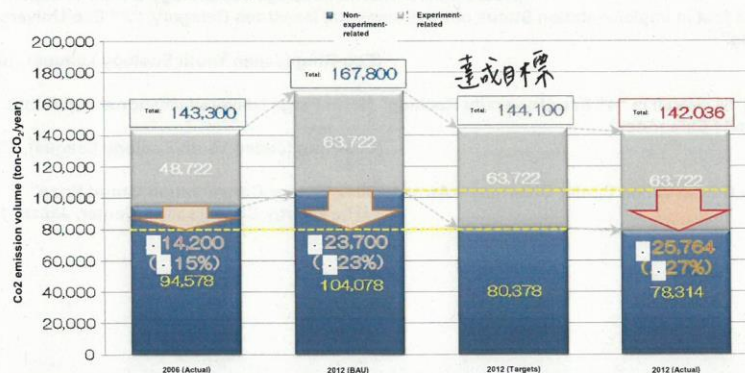 Non-experiment-related
Experiment-related
Co2 emission volume (ton-CO₂/year)
200,000
180,000
160,000
140,000
120,000
100,000
80,000
60,000
40,000
20,000
0
Total: 143,300
Total: 167,800
達成目標
Total: 144,100
Total: 142,036
48,722
63,722
63,722
63,722
-14,200
(-15%)
94,578
-23,700
(-23%)
104,078
80,378
-25,764
(-27%)
78,314
2006 (Actual)
2012 (BAU)
2012 (Targets)
2012 (Actual)